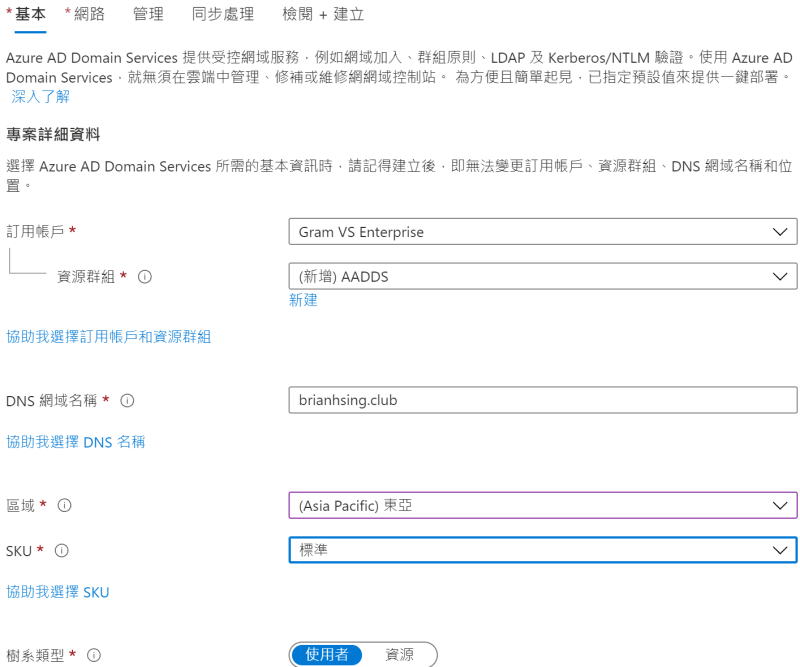 *基本 *網路 管理 同步處理 檢閱 + 建立
Azure AD Domain Services 提供受控網域服務，例如網域加入、群組原則、LDAP 及 Kerberos/NTLM 驗證。使用 Azure AD
Domain Services，就無須在雲端中管理、修補或維修網網域控制站。 為方便且簡單起見，已指定預設值來提供一鍵部署。
深入了解
專案詳細資料
選擇 Azure AD Domain Services 所需的基本資訊時，請記得建立後，即無法變更訂用帳戶、資源群組、DNS 網域名稱和位
置。
訂用帳戶 * Gram VS Enterprise
資源群組 * (新增) AADDS
新建
協助我選擇訂用帳戶和資源群組
DNS 網域名稱 * brianhsing.club
協助我選擇 DNS 名稱
區域 * (Asia Pacific) 東亞
SKU * 標準
協助我選擇 SKU
樹系類型 * 使用者 資源